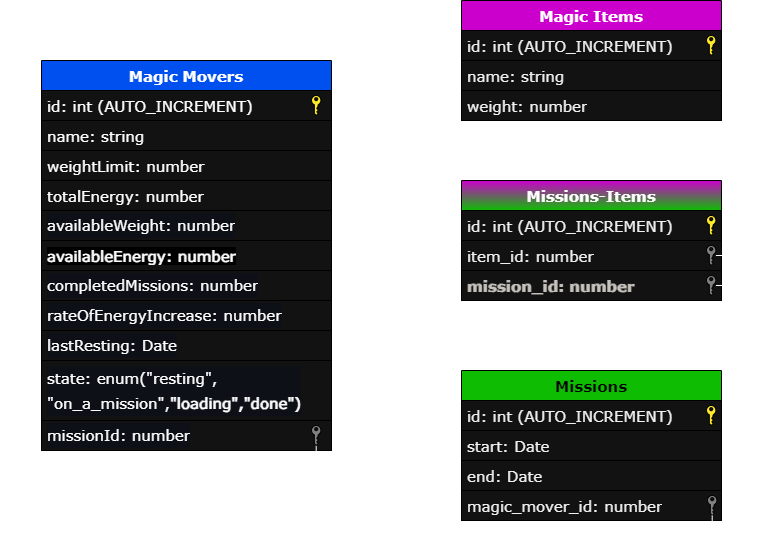 Magic Movers
id: int (AUTO_INCREMENT)
name: string
weightLimit: number
totalEnergy: number
availableWeight: number
availableEnergy: number
completedMissions: number
rateOfEnergyIncrease: number
lastResting: Date
state: enum("resting",
"on_a_mission","loading","done")
missionId: number
Magic Items
id: int (AUTO_INCREMENT)
name: string
weight: number
Missions-Items
id: int (AUTO_INCREMENT)
item_id: number
mission_id: number
Missions
id: int (AUTO_INCREMENT)
start: Date
end: Date
magic_mover_id: number